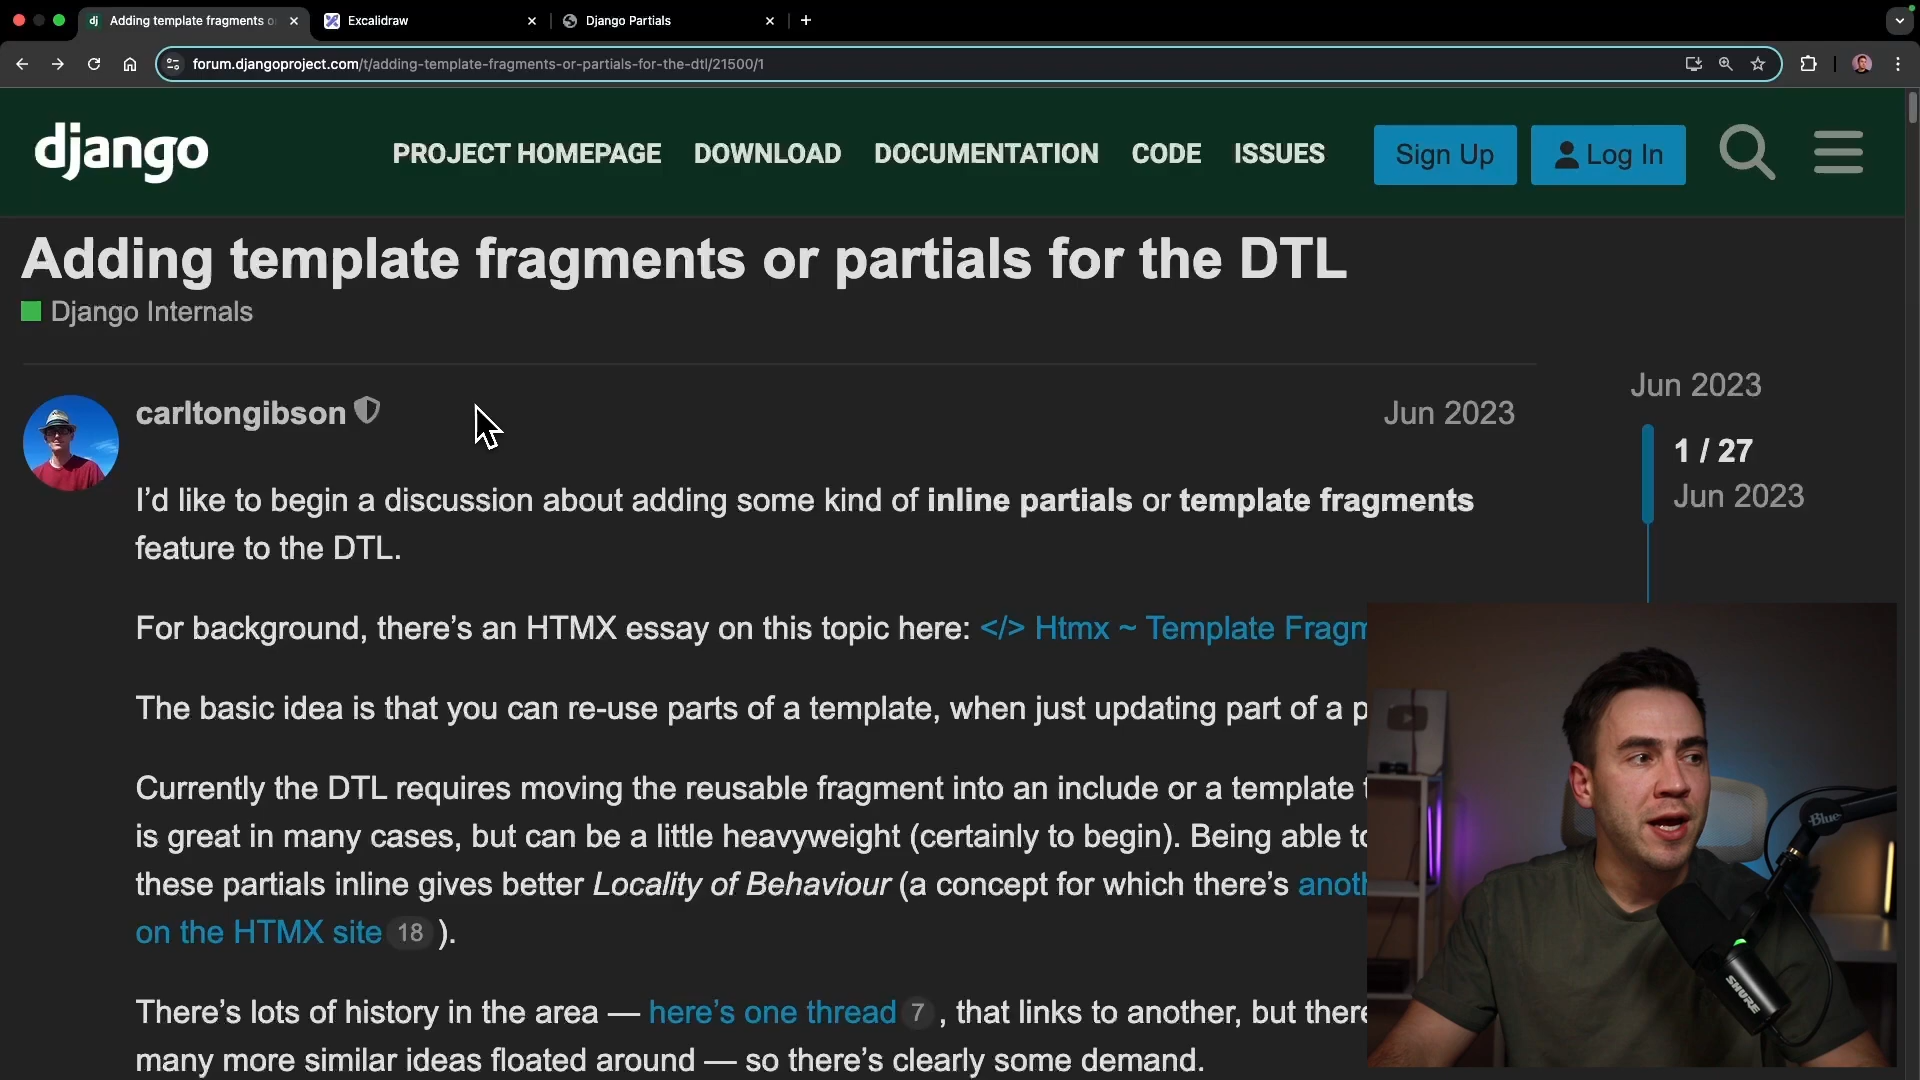 Adding template fragments o
Excalidraw
Django Partials
forum.djangoproject.com/t/adding-template-fragments-or-partials-for-the-dtl/21500/1
django
PROJECT HOMEPAGE
DOWNLOAD
DOCUMENTATION
CODE
ISSUES
Sign Up
Log In
Adding template fragments or partials for the DTL
Django Internals
carltongibson
Jun 2023
Jun 2023
1 / 27
Jun 2023
I’d like to begin a discussion about adding some kind of inline partials or template fragments
feature to the DTL.
For background, there’s an HTMX essay on this topic here: </> Htmx ~ Template Fragm
The basic idea is that you can re-use parts of a template, when just updating part of a p
Currently the DTL requires moving the reusable fragment into an include or a template t
is great in many cases, but can be a little heavyweight (certainly to begin). Being able to
these partials inline gives better Locality of Behaviour (a concept for which there’s anoth
on the HTMX site 18 ).
There’s lots of history in the area — here’s one thread 7 , that links to another, but there
many more similar ideas floated around — so there’s clearly some demand.
Blue
SHURE